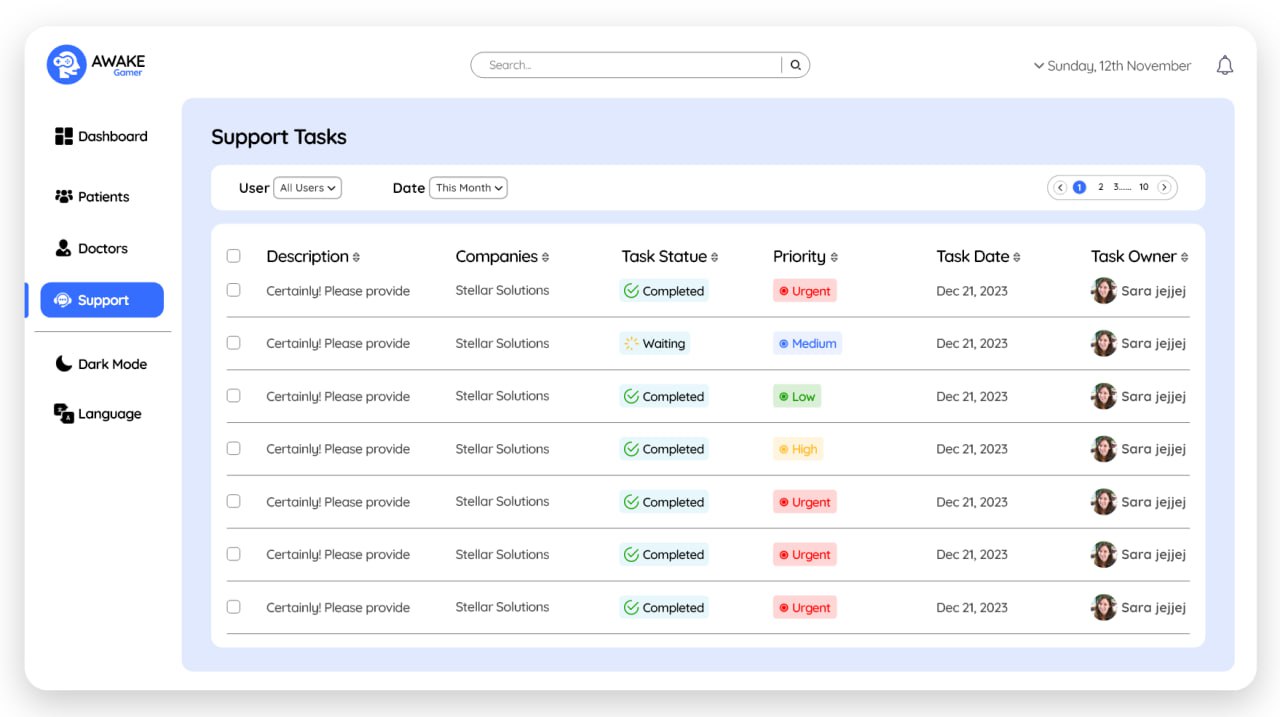 AWAKE
Gamer
Search...
Sunday, 12th November
Dashboard
Patients
Doctors
Support
Dark Mode
Language
Support Tasks
User All Users Date This Month 1 2 3...... 10
Description Companies Task Statue Priority Task Date Task Owner
Certainly! Please provide Stellar Solutions Completed Urgent Dec 21, 2023 Sara jejjej
Certainly! Please provide Stellar Solutions Waiting Medium Dec 21, 2023 Sara jejjej
Certainly! Please provide Stellar Solutions Completed Low Dec 21, 2023 Sara jejjej
Certainly! Please provide Stellar Solutions Completed High Dec 21, 2023 Sara jejjej
Certainly! Please provide Stellar Solutions Completed Urgent Dec 21, 2023 Sara jejjej
Certainly! Please provide Stellar Solutions Completed Urgent Dec 21, 2023 Sara jejjej
Certainly! Please provide Stellar Solutions Completed Urgent Dec 21, 2023 Sara jejjej